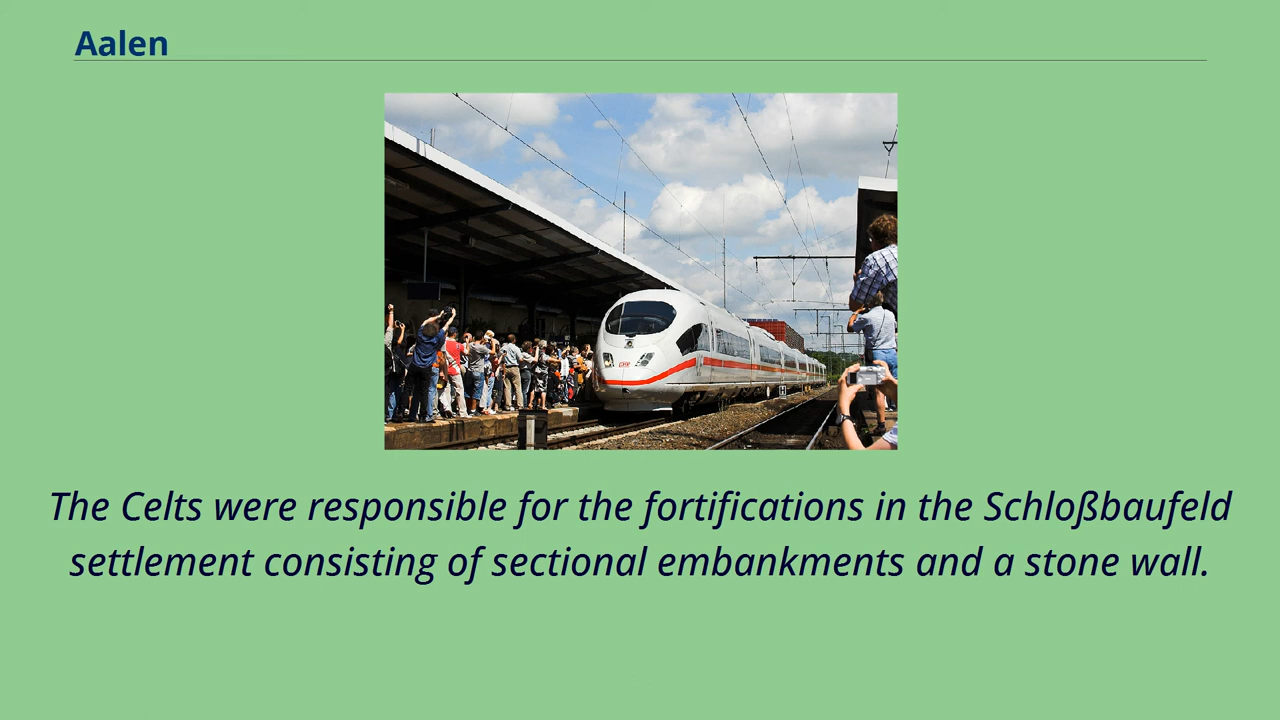 Aalen
The Celts were responsible for the fortifications in the Schloßbaufeld
settlement consisting of sectional embankments and a stone wall.